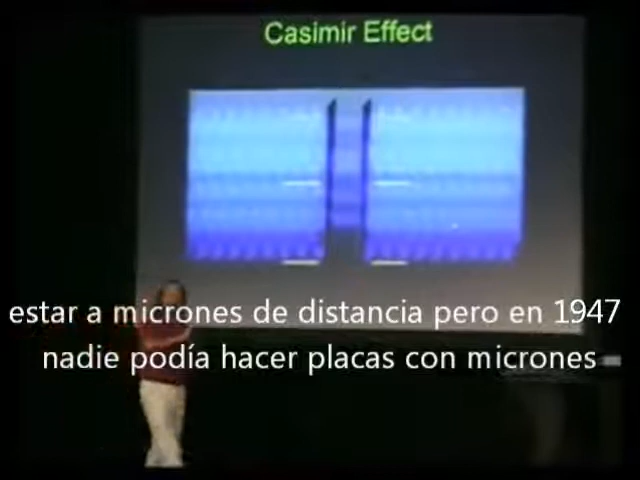 Casimir Effect
estar a micrones de distancia pero en 1947
nadie podía hacer placas con micrones